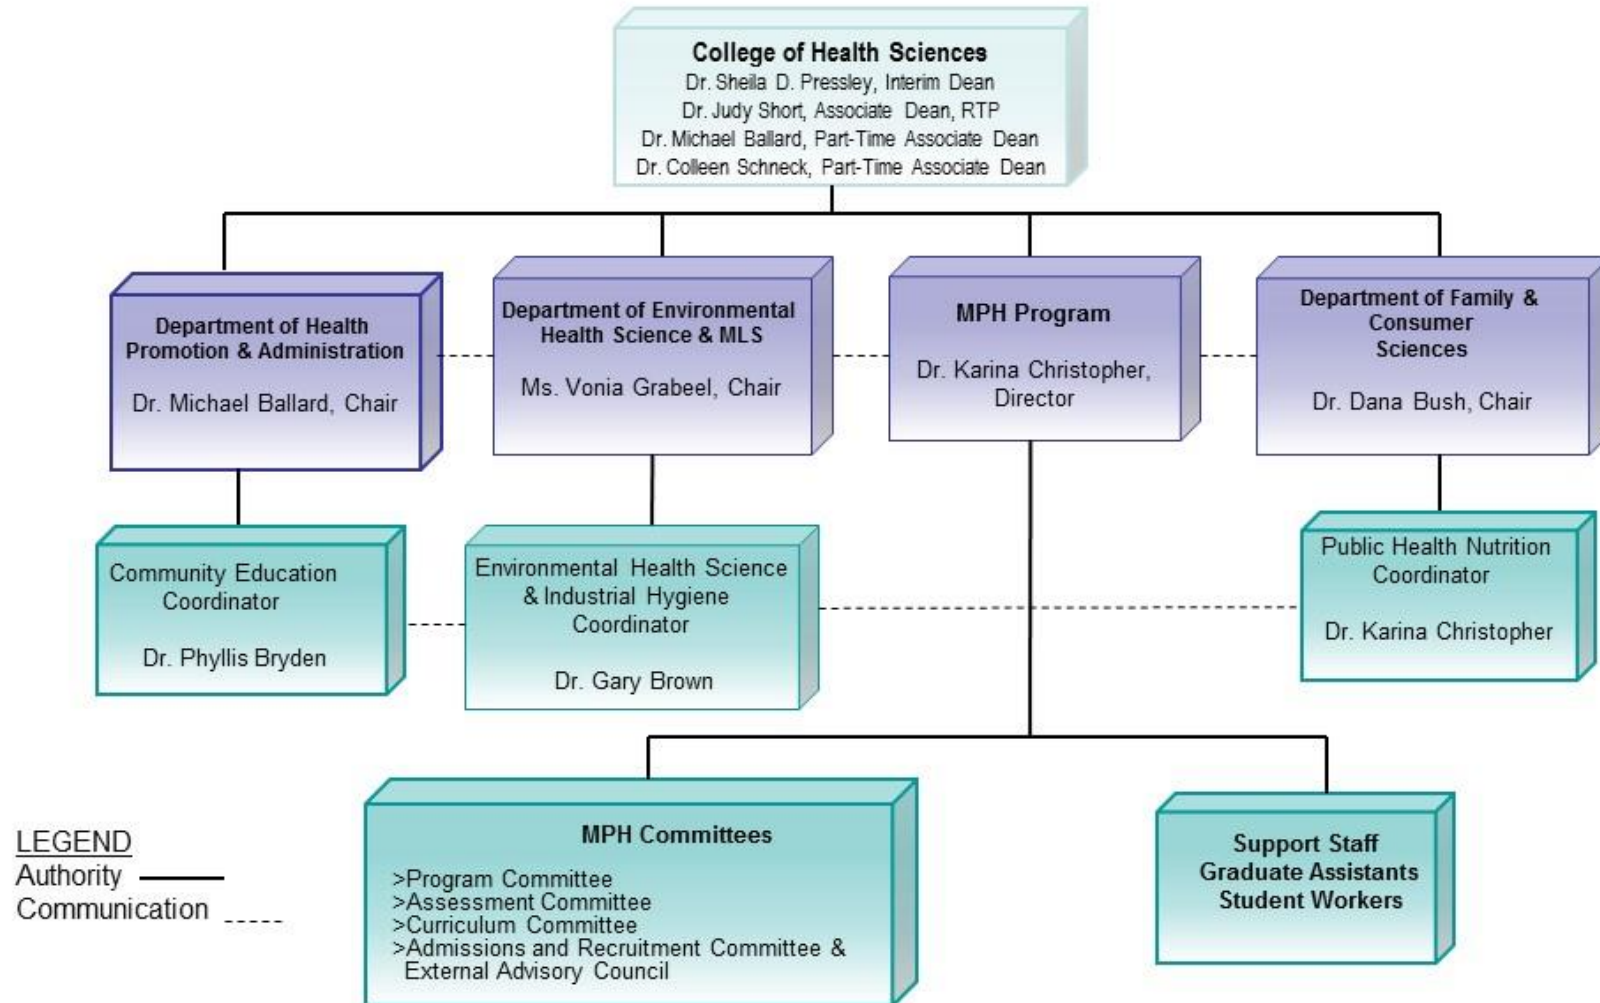 College of Health Sciences
Dr. Sheila D. Pressley, Interim Dean
Dr. Judy Short, Associate Dean, RTP
Dr. Michael Ballard, Part-Time Associate Dean
Dr. Colleen Schneck, Part-Time Associate Dean
Department of Health
Promotion & Administration
Dr. Michael Ballard, Chair
Department of Environmental
Health Science & MLS
Ms. Vonia Grabeel, Chair
MPH Program
Dr. Karina Christopher,
Director
Department of Family &
Consumer
Sciences
Dr. Dana Bush, Chair
Community Education
Coordinator
Dr. Phyllis Bryden
Environmental Health Science
& Industrial Hygiene
Coordinator
Dr. Gary Brown
Public Health Nutrition
Coordinator
Dr. Karina Christopher
MPH Committees
>Program Committee
>Assessment Committee
>Curriculum Committee
>Admissions and Recruitment Committee &
External Advisory Council
Support Staff
Graduate Assistants
Student Workers
LEGEND
Authority
Communication